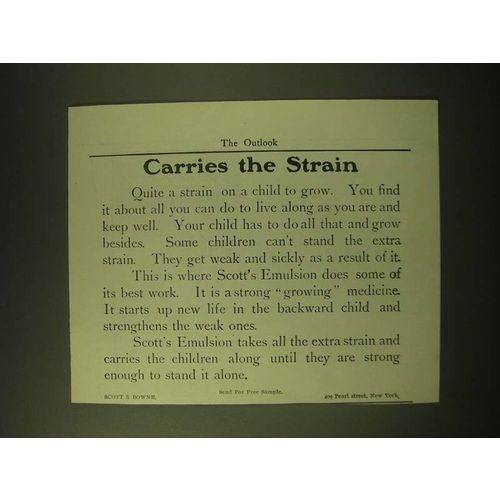 The Outlook
Carries the Strain
Quite a strain on a child to grow. You find
it about all you can do to live along as you are and
keep well. Your child has to do all that and grow
besides. Some children can't stand the extra
strain. They get weak and sickly as a result of it.
This is where Scott's Emulsion does some of
its best work. It is a strong "growing" medicine.
It starts up new life in the backward child and
strengthens the weak ones.
Scott's Emulsion takes all the extra strain and
carries the children along until they are strong
enough to stand it alone.
SCOTT & BOWNE, Send For Free Sample. 409 Pearl street, New York.